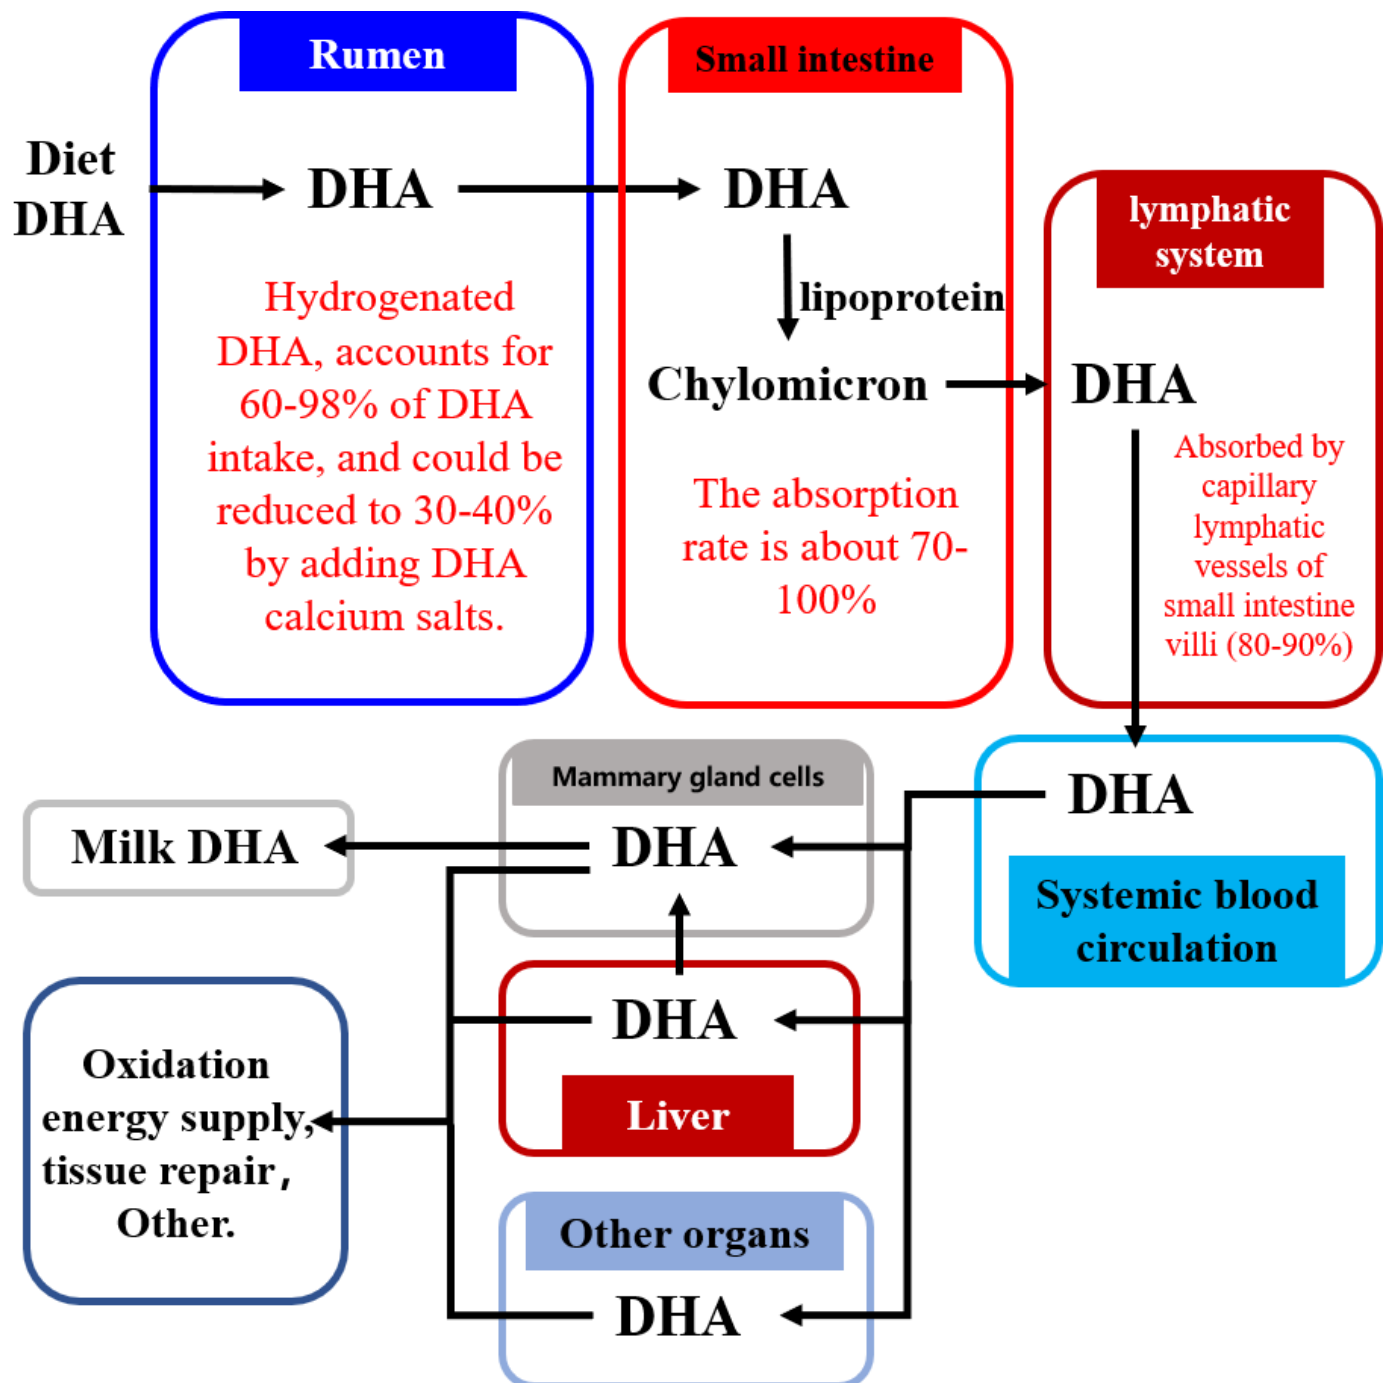 Rumen
Diet
DHA
DHA
Hydrogenated
DHA, accounts for
60-98% of DHA
intake, and could be
reduced to 30-40%
by adding DHA
calcium salts.
Small intestine
DHA
lipoprotein
Chylomicron
The absorption
rate is about 70-
100%
lymphatic
system
DHA
Absorbed by
capillary
lymphatic
vessels of
small intestine
villi (80-90%)
DHA
Systemic blood
circulation
Mammary gland cells
DHA
Milk DHA
DHA
Liver
Oxidation
energy supply,
tissue repair，
Other.
Other organs
DHA